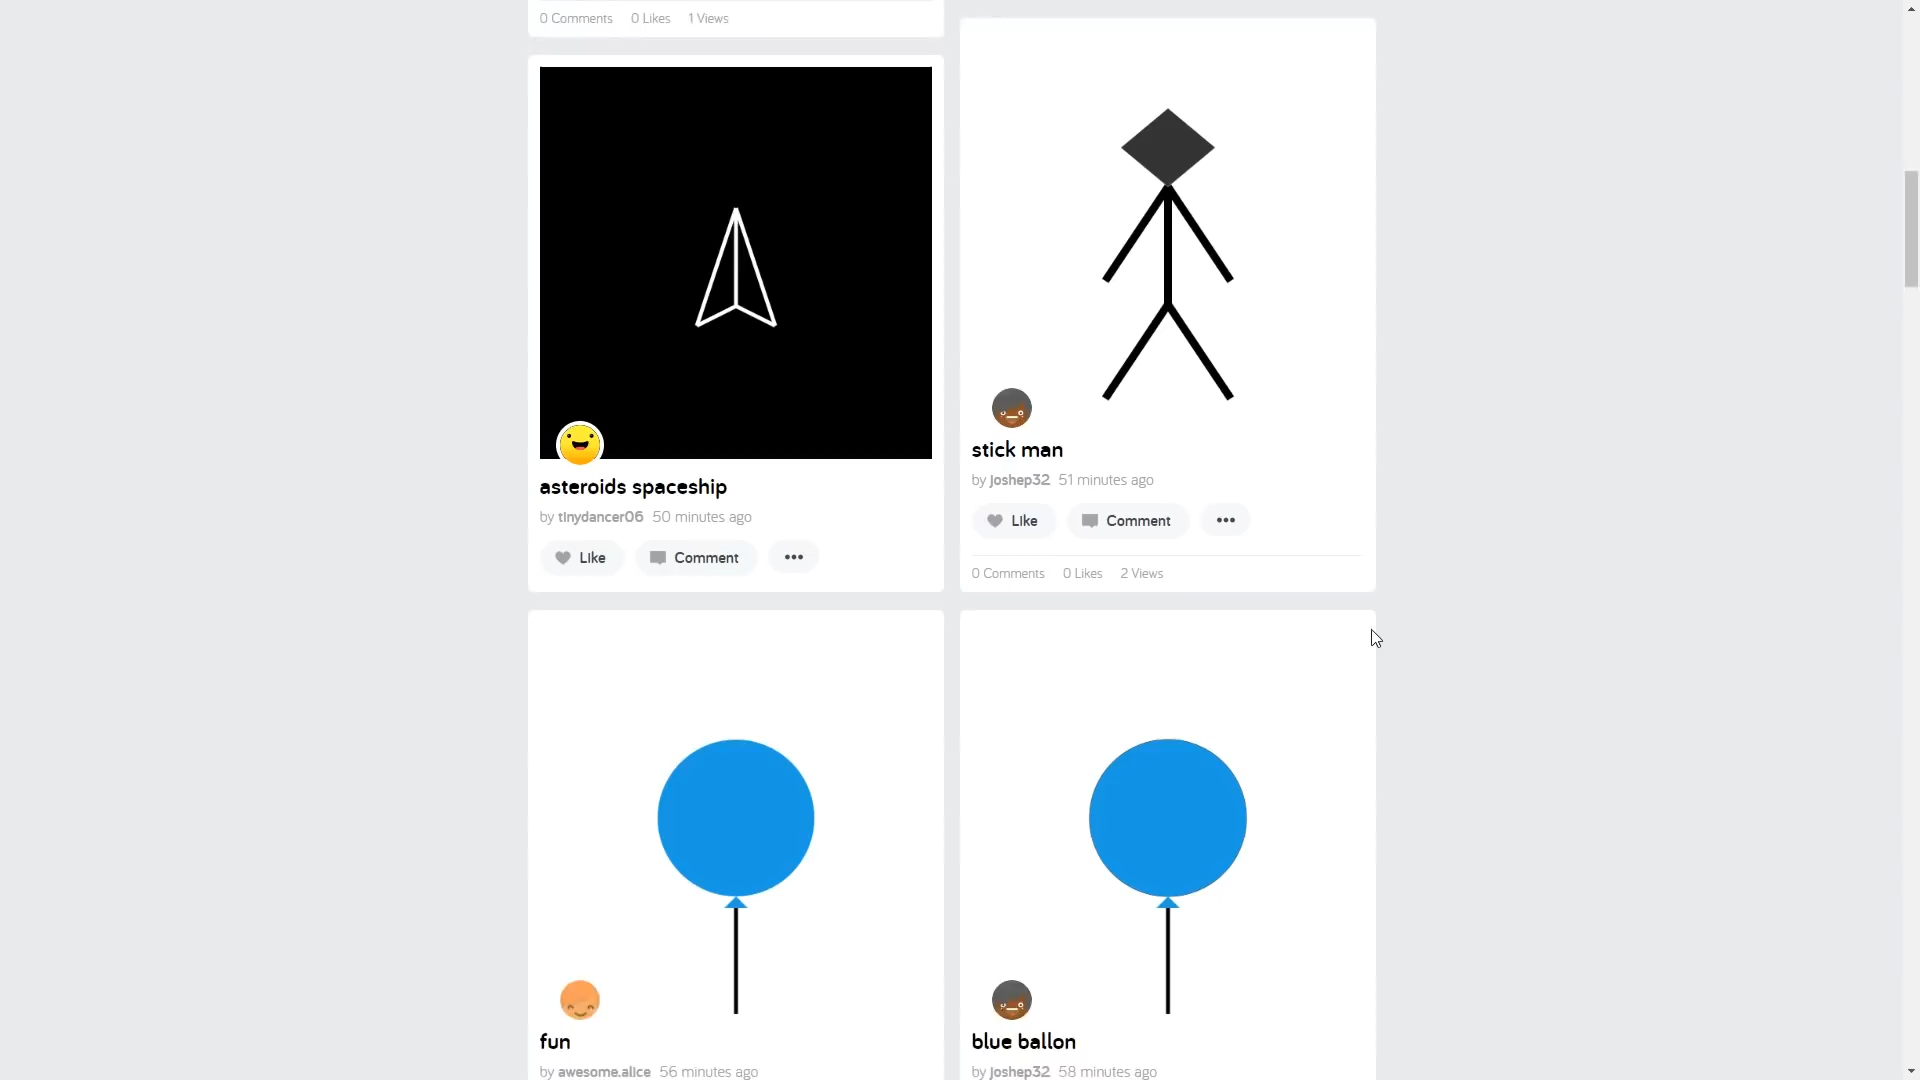 0 Comments 0 Likes 1 Views
asteroids spaceship
by tinydancer06 50 minutes ago
Like Comment
stick man
by joshep32 51 minutes ago
Like Comment
0 Comments 0 Likes 2 Views
fun
by awesome.alice 56 minutes ago
blue ballon
by joshep32 58 minutes ago